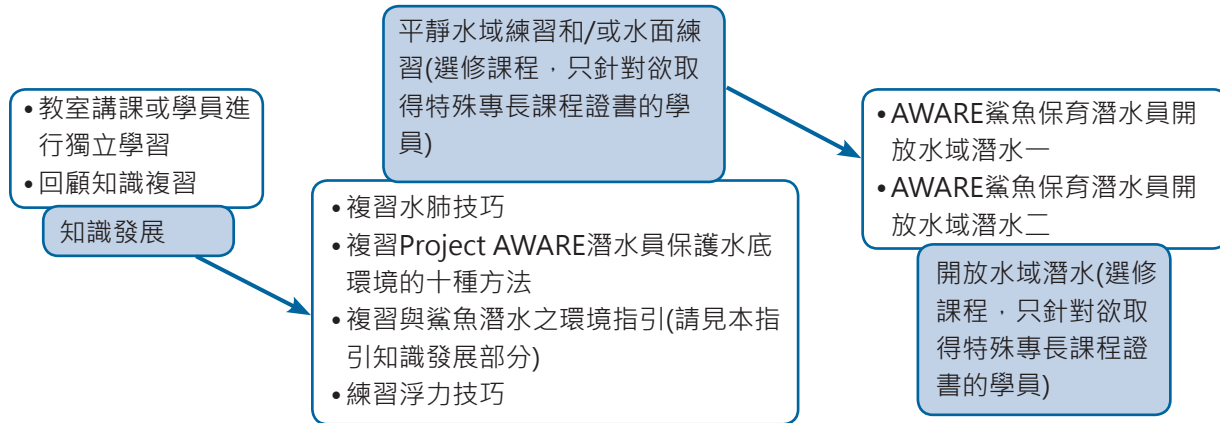 •教室講課或學員進
行獨立學習
•回顧知識複習
知識發展
平靜水域練習和/或水面練
習(選修課程，只針對欲取
得特殊專長課程證書的學
員)
•複習水肺技巧
•複習Project AWARE潛水員保護水底
環境的十種方法
•複習與鯊魚潛水之環境指引(請見本指
引知識發展部分)
•練習浮力技巧
•AWARE鯊魚保育潛水員開
放水域潛水一
•AWARE鯊魚保育潛水員開
放水域潛水二
開放水域潛水(選修
課程，只針對欲取
得特殊專長課程證
書的學員)